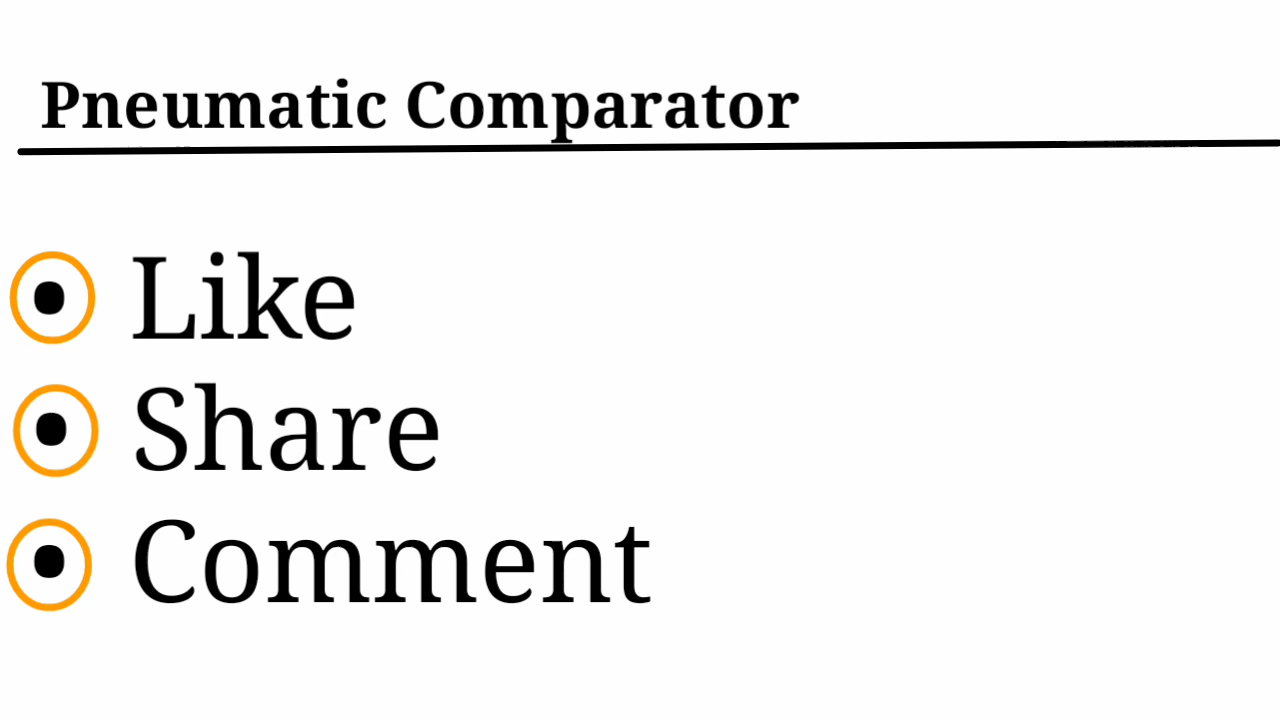 Pneumatic Comparator
• Like
• Share
• Comment